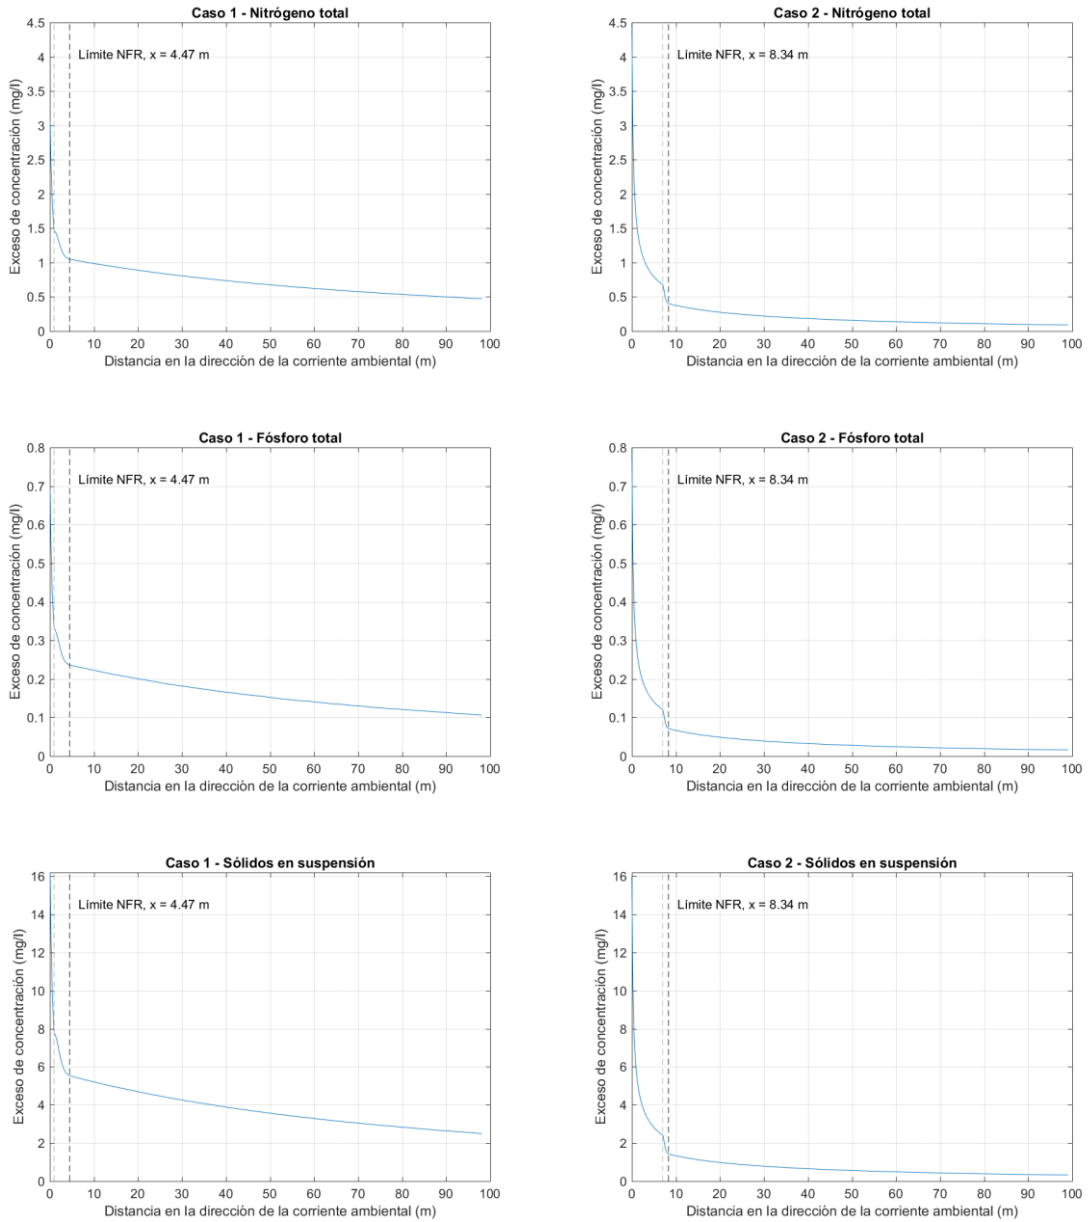 Caso 1 - Nitrógeno total
Exceso de concentración (mg/l)
4.5
4
3.5
3
2.5
2
1.5
1
0.5
0
Límite NFR, x = 4.47 m
0 10 20 30 40 50 60 70 80 90 100
Distancia en la dirección de la corriente ambiental (m)
Caso 2 - Nitrógeno total
Exceso de concentración (mg/l)
4.5
4
3.5
3
2.5
2
1.5
1
0.5
0
Límite NFR, x = 8.34 m
0 10 20 30 40 50 60 70 80 90 100
Distancia en la dirección de la corriente ambiental (m)
Caso 1 - Fósforo total
Exceso de concentración (mg/l)
0.8
0.7
0.6
0.5
0.4
0.3
0.2
0.1
0
Límite NFR, x = 4.47 m
0 10 20 30 40 50 60 70 80 90 100
Distancia en la dirección de la corriente ambiental (m)
Caso 2 - Fósforo total
Exceso de concentración (mg/l)
0.8
0.7
0.6
0.5
0.4
0.3
0.2
0.1
0
Límite NFR, x = 8.34 m
0 10 20 30 40 50 60 70 80 90 100
Distancia en la dirección de la corriente ambiental (m)
Caso 1 - Sólidos en suspensión
Exceso de concentración (mg/l)
16
14
12
10
8
6
4
2
0
Límite NFR, x = 4.47 m
0 10 20 30 40 50 60 70 80 90 100
Distancia en la dirección de la corriente ambiental (m)
Caso 2 - Sólidos en suspensión
Exceso de concentración (mg/l)
16
14
12
10
8
6
4
2
0
Límite NFR, x = 8.34 m
0 10 20 30 40 50 60 70 80 90 100
Distancia en la dirección de la corriente ambiental (m)